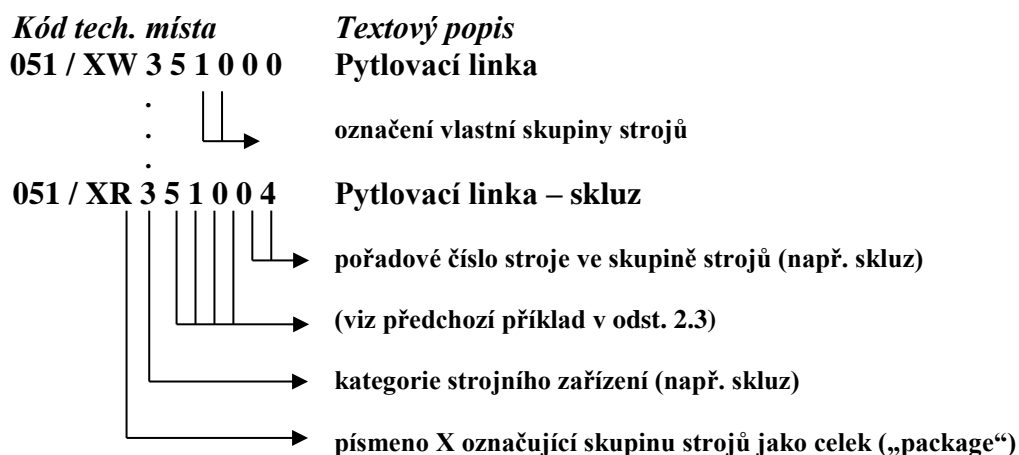 Kód tech. místa Textový popis
051 / XW 3 5 1 0 0 0 Pytlovací linka
.
. označení vlastní skupiny strojů
.
051 / XR 3 5 1 0 0 4 Pytlovací linka – skluz
pořadové číslo stroje ve skupině strojů (např. skluz)
(viz předchozí příklad v odst. 2.3)
kategorie strojního zařízení (např. skluz)
písmeno X označující skupinu strojů jako celek („package“)